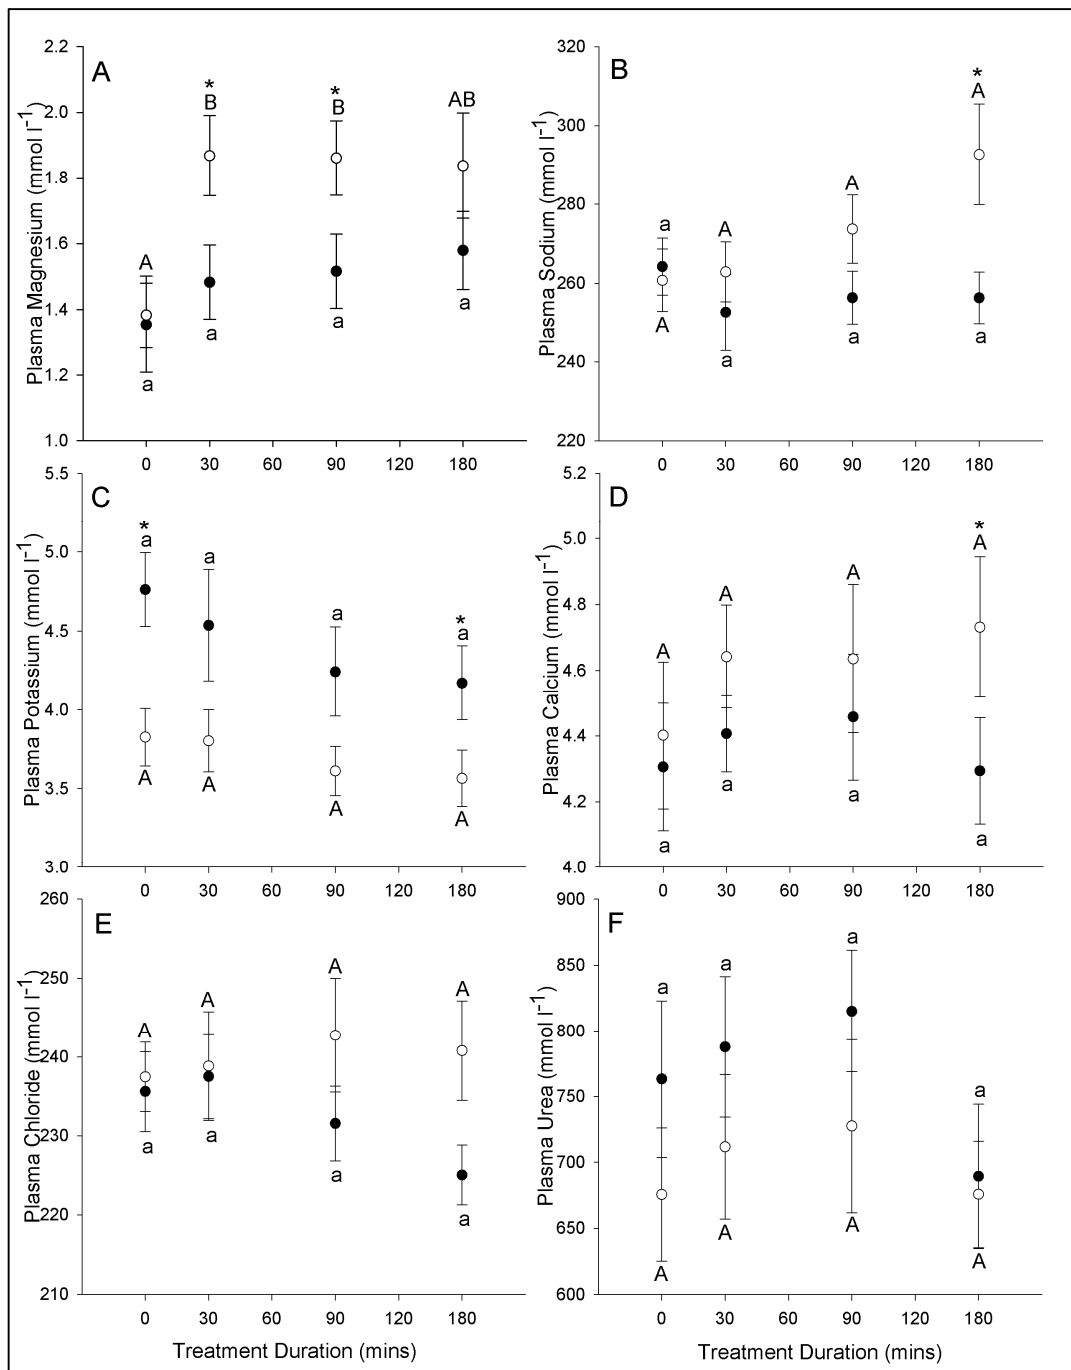 A
Plasma Magnesium (mmol l-1)
2.2
2.0
1.8
1.6
1.4
1.2
1.0
A
a
*
B
a
*
B
a
AB
a
0 30 60 90 120 180
B
Plasma Sodium (mmol l-1)
320
300
280
260
240
220
a
A
A
a
A
a
*
A
a
0 30 60 90 120 180
C
Plasma Potassium (mmol l-1)
5.5
5.0
4.5
4.0
3.5
3.0
*
a
A
a
A
a
A
*
a
A
0 30 60 90 120 180
D
Plasma Calcium (mmol l-1)
5.2
5.0
4.8
4.6
4.4
4.2
4.0
A
a
A
a
A
a
*
A
a
0 30 60 90 120 180
E
Plasma Chloride (mmol l-1)
260
250
240
230
220
210
A
a
A
a
A
a
A
a
0 30 60 90 120 180
Treatment Duration (mins)
F
Plasma Urea (mmol l-1)
900
850
800
750
700
650
600
a
A
a
A
a
A
a
A
0 30 60 90 120 180
Treatment Duration (mins)